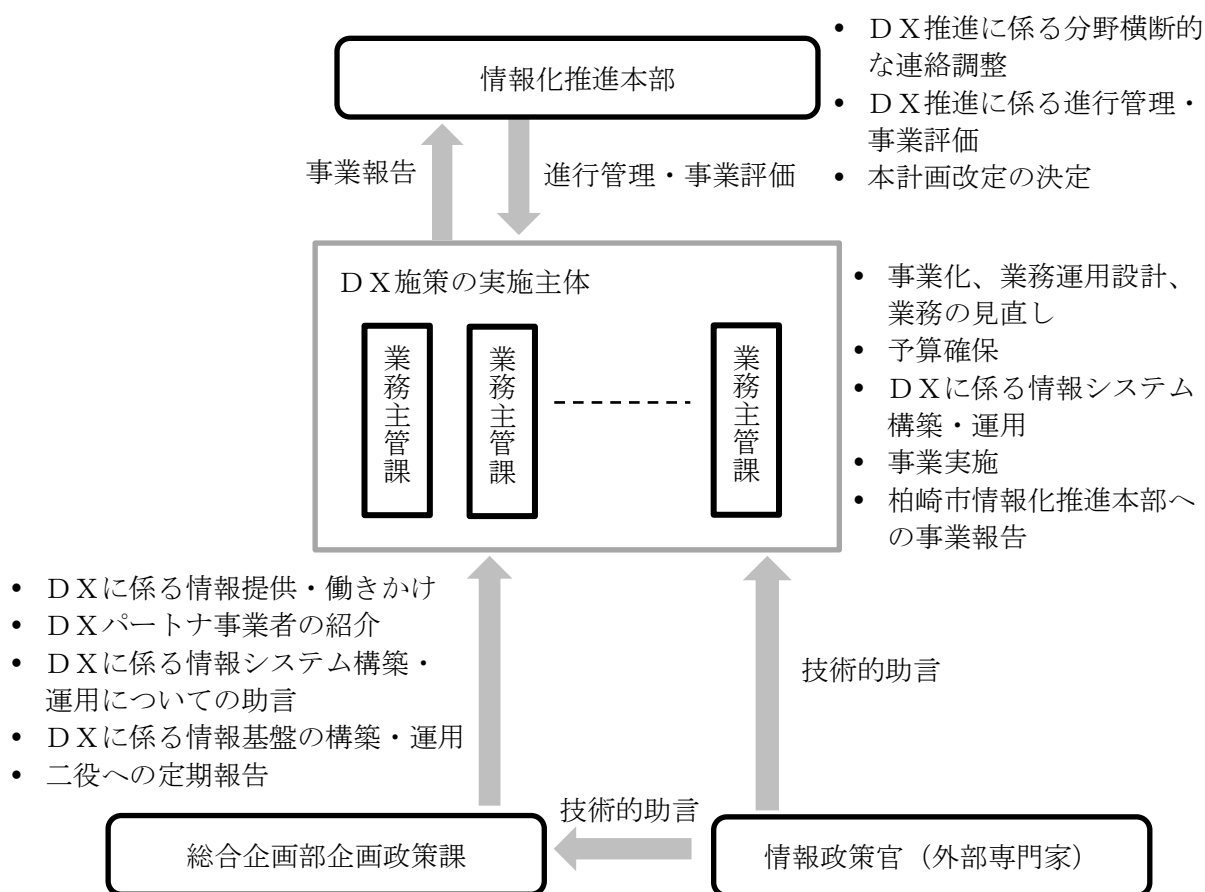 情報化推進本部
• ＤＸ推進に係る分野横断的
な連絡調整
• ＤＸ推進に係る進行管理・
事業評価
• 本計画改定の決定
事業報告
進行管理・事業評価
ＤＸ施策の実施主体
業務主管課
業務主管課
業務主管課
• 事業化、業務運用設計、
業務の見直し
• 予算確保
• ＤＸに係る情報システム
構築・運用
• 事業実施
• 柏崎市情報化推進本部へ
の事業報告
• ＤＸに係る情報提供・働きかけ
• ＤＸパートナ事業者の紹介
• ＤＸに係る情報システム構築・
運用についての助言
• ＤＸに係る情報基盤の構築・運用
• 二役への定期報告
技術的助言
技術的助言
総合企画部企画政策課
情報政策官（外部専門家）